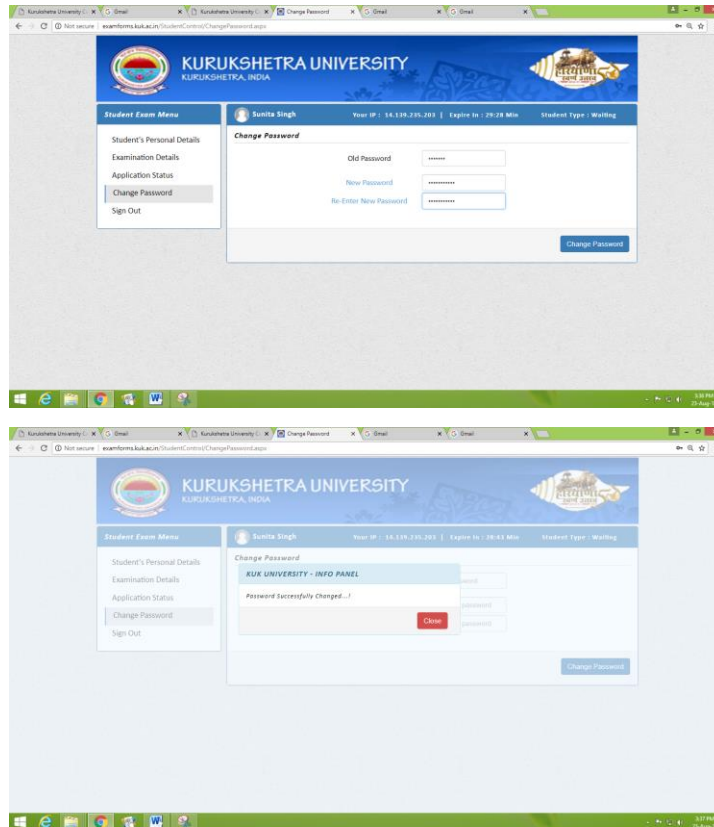 Kurukshetra University (
Gmail
Kurukshetra University (
Change Password
Gmail
Gmail
Not secure examforms.kuk.ac.in/StudentControl/ChangePassword.aspx
KURUKSHETRA UNIVERSITY
KURUKSHETRA, INDIA
Student Exam Menu
Sunita Singh Your IP : 14.139.235.203 | Expire In : 29:28 Min Student Type : Waiting
Student's Personal Details
Examination Details
Application Status
Change Password
Sign Out
Change Password
Old Password
New Password
Re-Enter New Password
Change Password
3:36 PM
Kurukshetra University (
Gmail
Kurukshetra University (
Change Password
Gmail
Gmail
Not secure examforms.kuk.ac.in/StudentControl/ChangePassword.aspx
KURUKSHETRA UNIVERSITY
KURUKSHETRA, INDIA
Student Exam Menu
Sunita Singh Your IP : 14.139.235.203 | Expire In : 28:43 Min Student Type : Waiting
Student's Personal Details
Examination Details
Application Status
Change Password
Sign Out
Change Password
KUK UNIVERSITY - INFO PANEL
Password Successfully Changed...!
Close
Change Password
3:37 PM